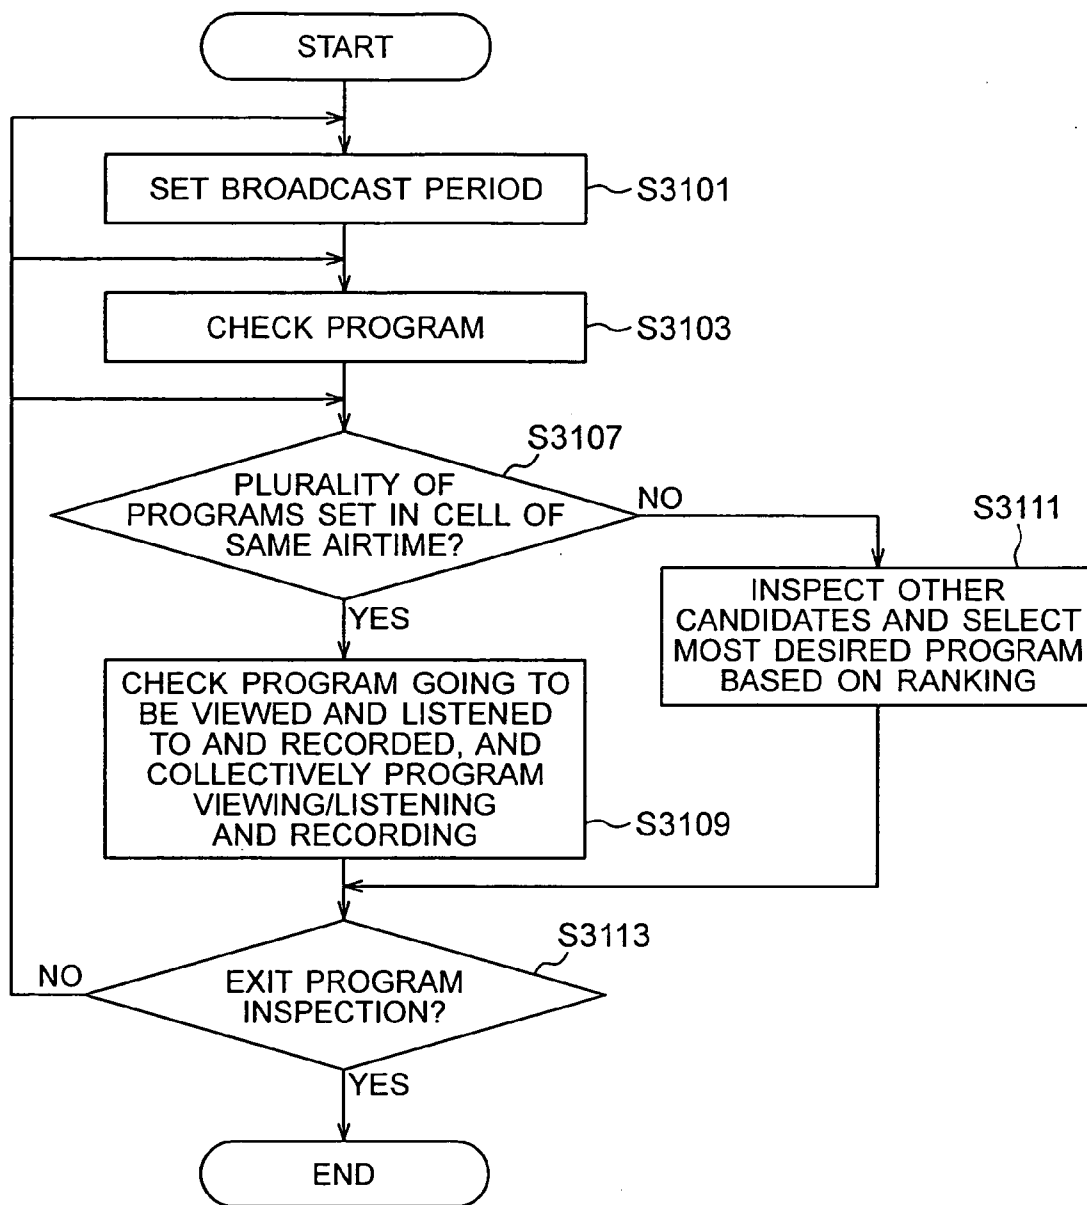 START
SET BROADCAST PERIOD
S3101
CHECK PROGRAM
S3103
S3107
PLURALITY OF
PROGRAMS SET IN CELL OF
SAME AIRTIME?
NO
YES
S3111
INSPECT OTHER
CANDIDATES AND SELECT
MOST DESIRED PROGRAM
BASED ON RANKING
CHECK PROGRAM GOING TO
BE VIEWED AND LISTENED
TO AND RECORDED, AND
COLLECTIVELY PROGRAM
VIEWING/LISTENING
AND RECORDING
S3109
S3113
EXIT PROGRAM
INSPECTION?
NO
YES
END